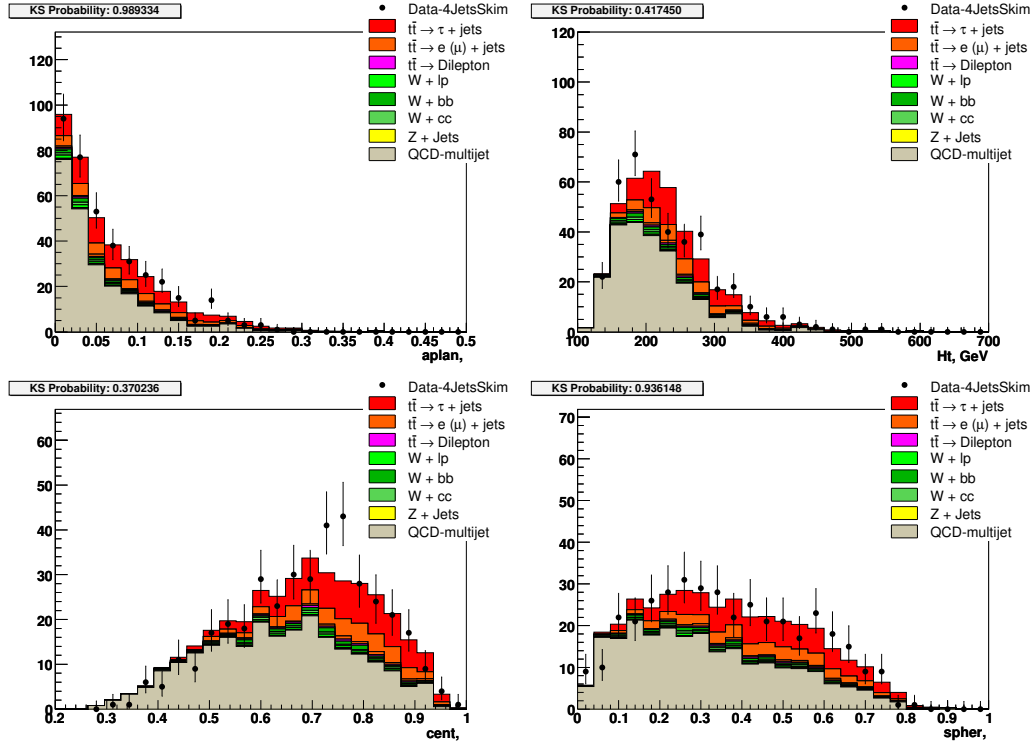 KS Probability: 0.989334
Data-4JetsSkim
tt̄ → τ + jets
tt̄ → e (μ) + jets
tt̄ → Dilepton
W + lp
W + bb
W + cc
Z + Jets
QCD-multijet
120
100
80
60
40
20
0
0 0.05 0.1 0.15 0.2 0.25 0.3 0.35 0.4 0.45 0.5
aplan,
KS Probability: 0.417450
Data-4JetsSkim
tt̄ → τ + jets
tt̄ → e (μ) + jets
tt̄ → Dilepton
W + lp
W + bb
W + cc
Z + Jets
QCD-multijet
120
100
80
60
40
20
0
100 200 300 400 500 600 700
Ht, GeV
KS Probability: 0.370236
Data-4JetsSkim
tt̄ → τ + jets
tt̄ → e (μ) + jets
tt̄ → Dilepton
W + lp
W + bb
W + cc
Z + Jets
QCD-multijet
60
50
40
30
20
10
0
0.2 0.3 0.4 0.5 0.6 0.7 0.8 0.9 1
cent,
KS Probability: 0.936148
Data-4JetsSkim
tt̄ → τ + jets
tt̄ → e (μ) + jets
tt̄ → Dilepton
W + lp
W + bb
W + cc
Z + Jets
QCD-multijet
70
60
50
40
30
20
10
0
0 0.1 0.2 0.3 0.4 0.5 0.6 0.7 0.8 0.9 1
spher,